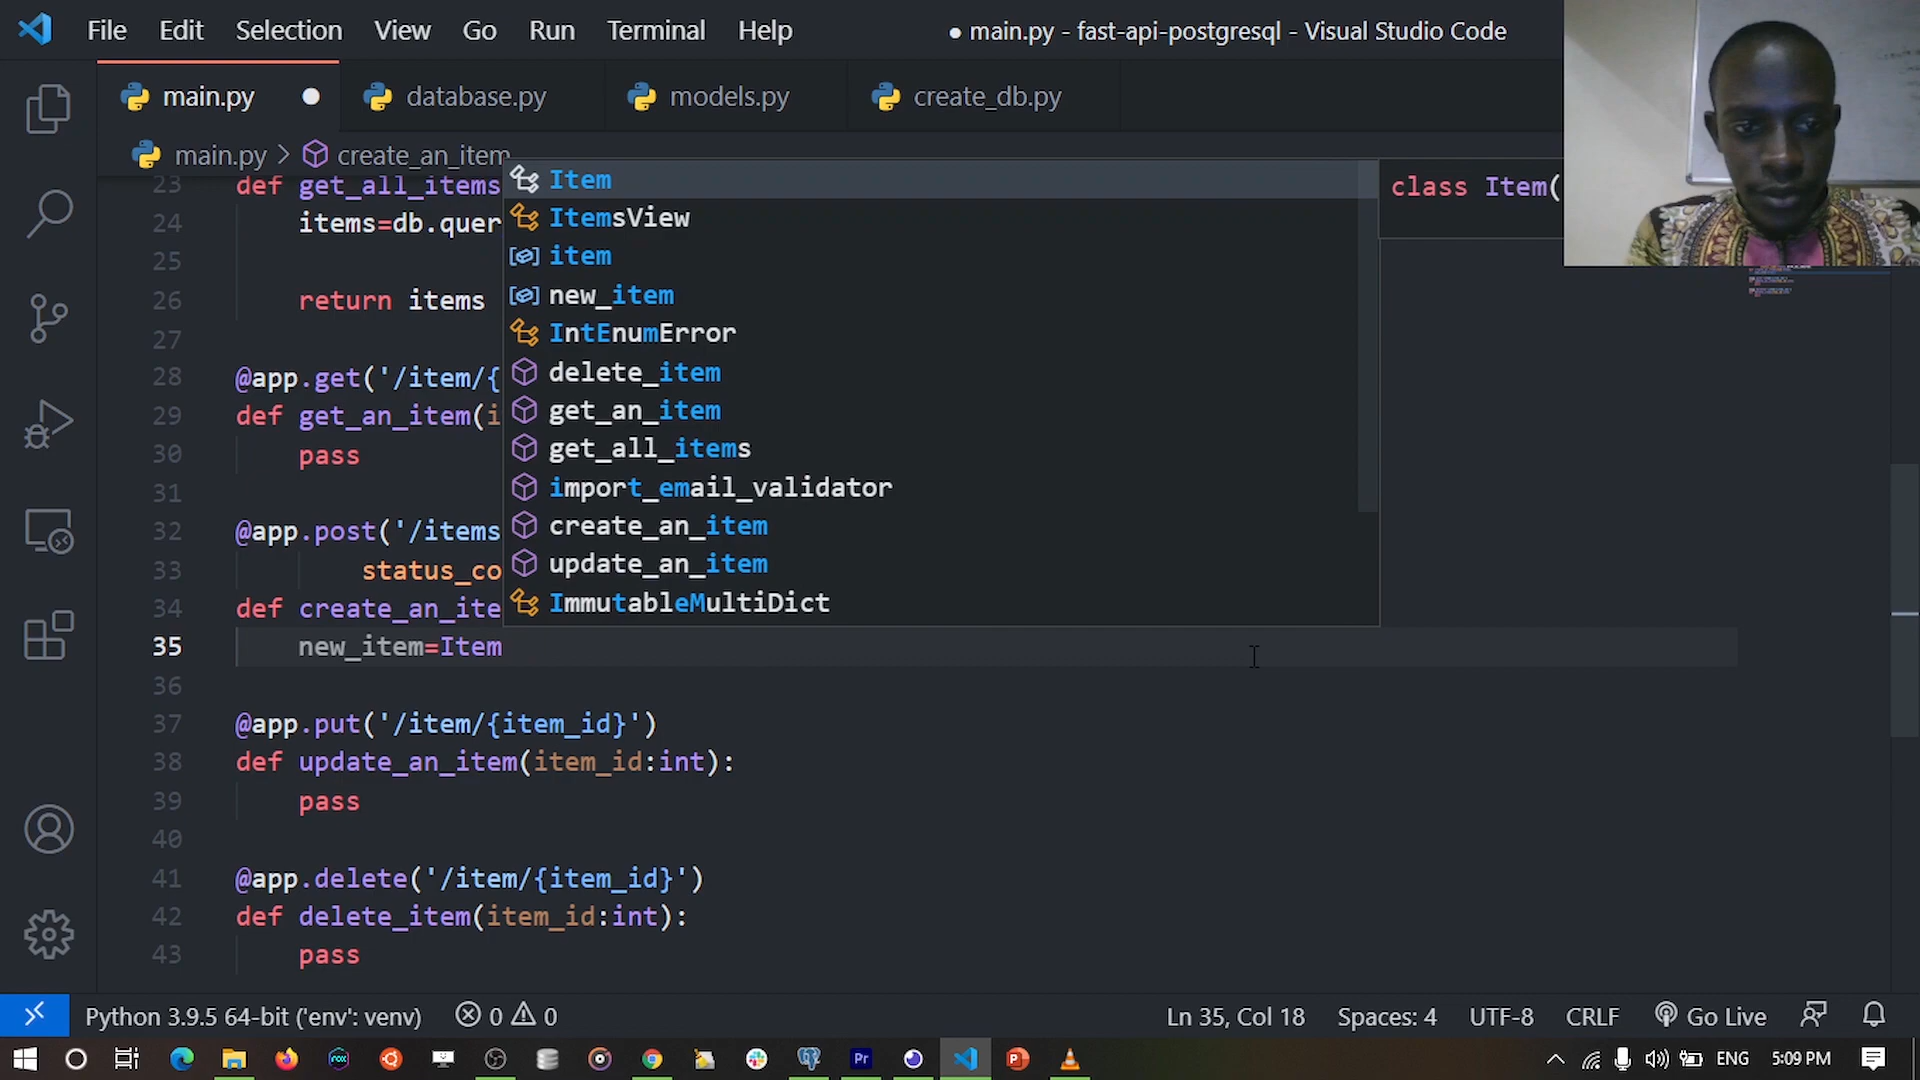 File Edit Selection View Go Run Terminal Help
● main.py - fast-api-postgresql - Visual Studio Code
main.py database.py models.py create_db.py
main.py > create_an_item
23 def get_all_items
24 items=db.quer
25
26 return items
27
28 @app.get('/item/{
29 def get_an_item(i
30 pass
31
32 @app.post('/items
33 status_co
34 def create_an_ite
35 new_item=Item
36
37 @app.put('/item/{item_id}')
38 def update_an_item(item_id:int):
39 pass
40
41 @app.delete('/item/{item_id}')
42 def delete_item(item_id:int):
43 pass
Item
ItemsView
item
new_item
IntEnumError
delete_item
get_an_item
get_all_items
import_email_validator
create_an_item
update_an_item
ImmutableMultiDict
class Item(
Python 3.9.5 64-bit ('env': venv) 0 0 Ln 35, Col 18 Spaces: 4 UTF-8 CRLF Go Live
Pr ENG 5:09 PM